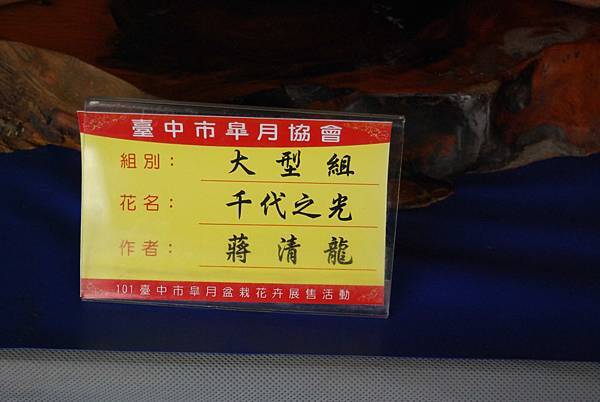 臺中市皐月協會
組別： 大型組
花名： 千代之光
作者： 蔣清龍
101臺中市皐月盆栽花卉展售活動